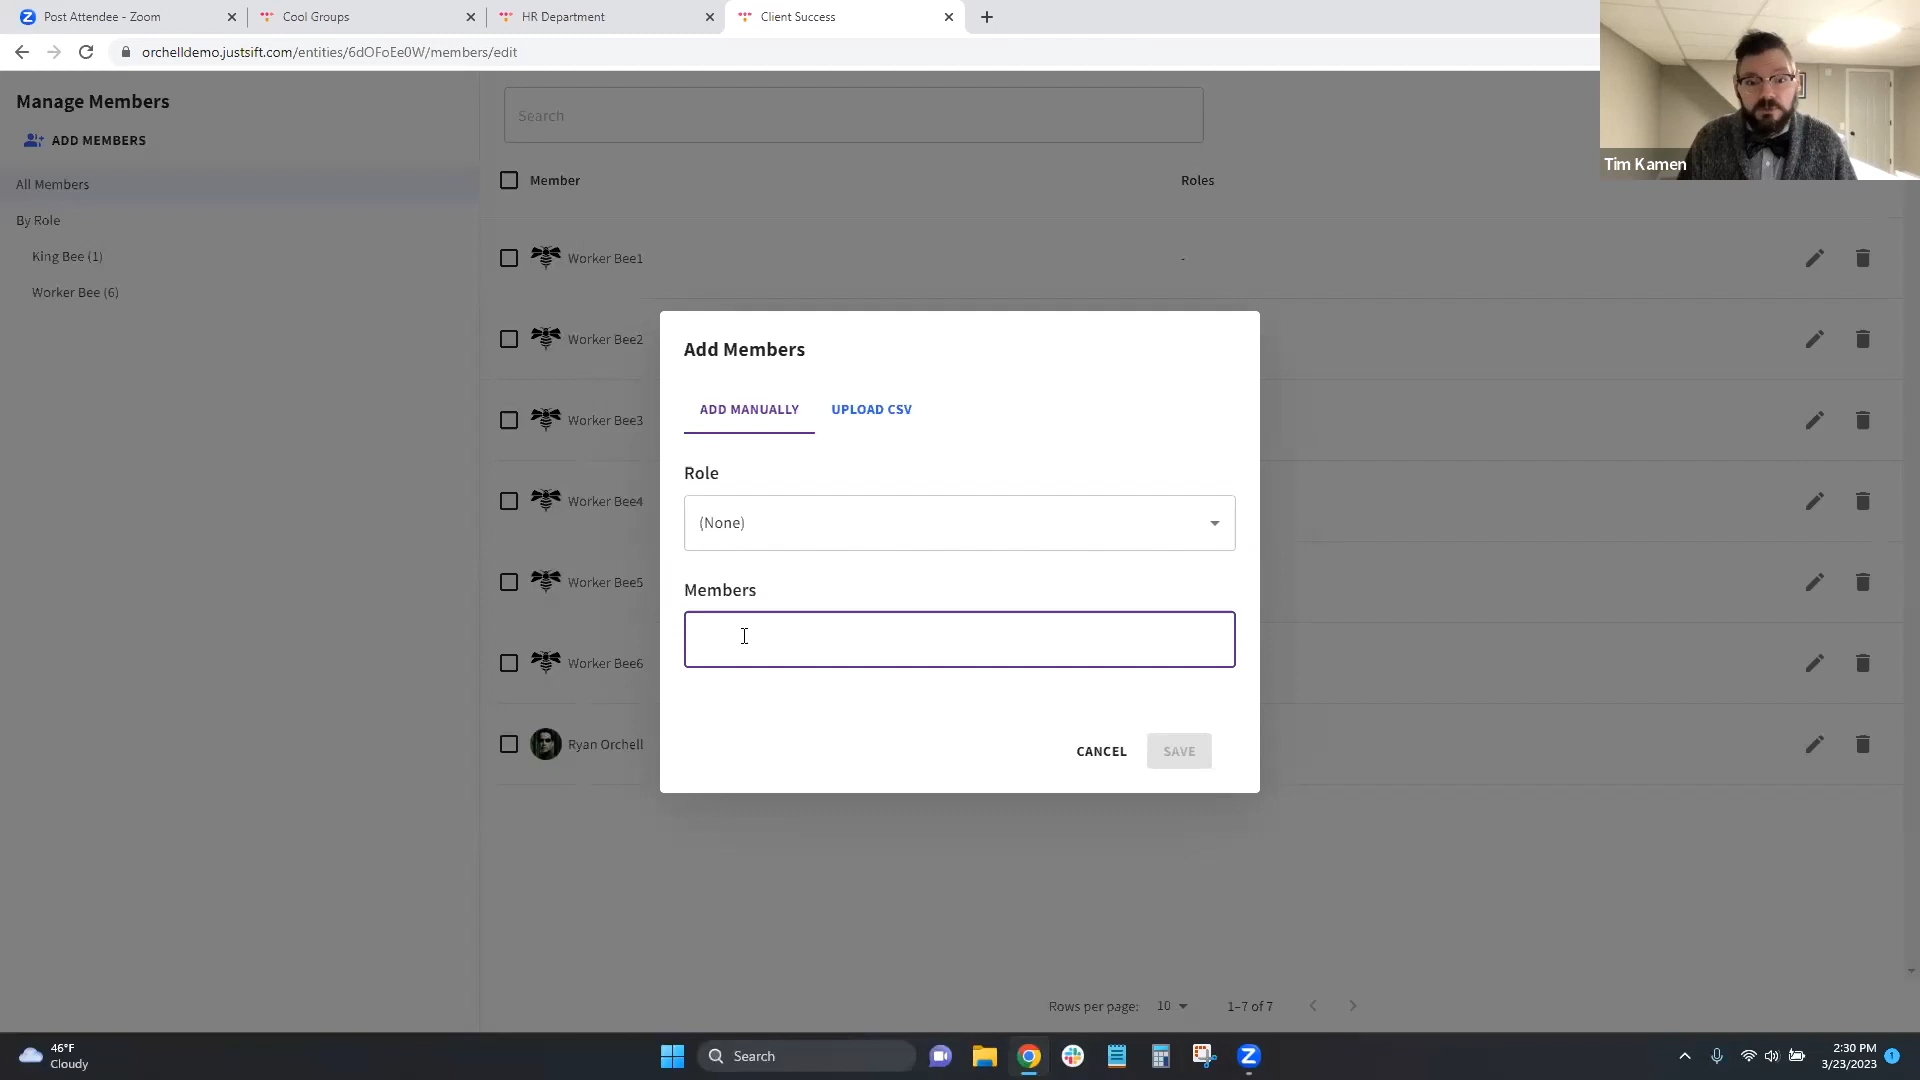 Post Attendee - Zoom
Cool Groups
HR Department
Client Success
orchelldemo.justsift.com/entities/6dOFoEe0W/members/edit
Tim Kamen
Manage Members
ADD MEMBERS
All Members
By Role
King Bee (1)
Worker Bee (6)
Search
Member
Roles
Worker Bee1
-
Worker Bee2
Worker Bee3
Worker Bee4
Worker Bee5
Worker Bee6
Ryan Orchell
Add Members
ADD MANUALLY
UPLOAD CSV
Role
(None)
Members
CANCEL
SAVE
Rows per page:
10
1–7 of 7
46°F
Cloudy
Search
2:30 PM
3/23/2023
1